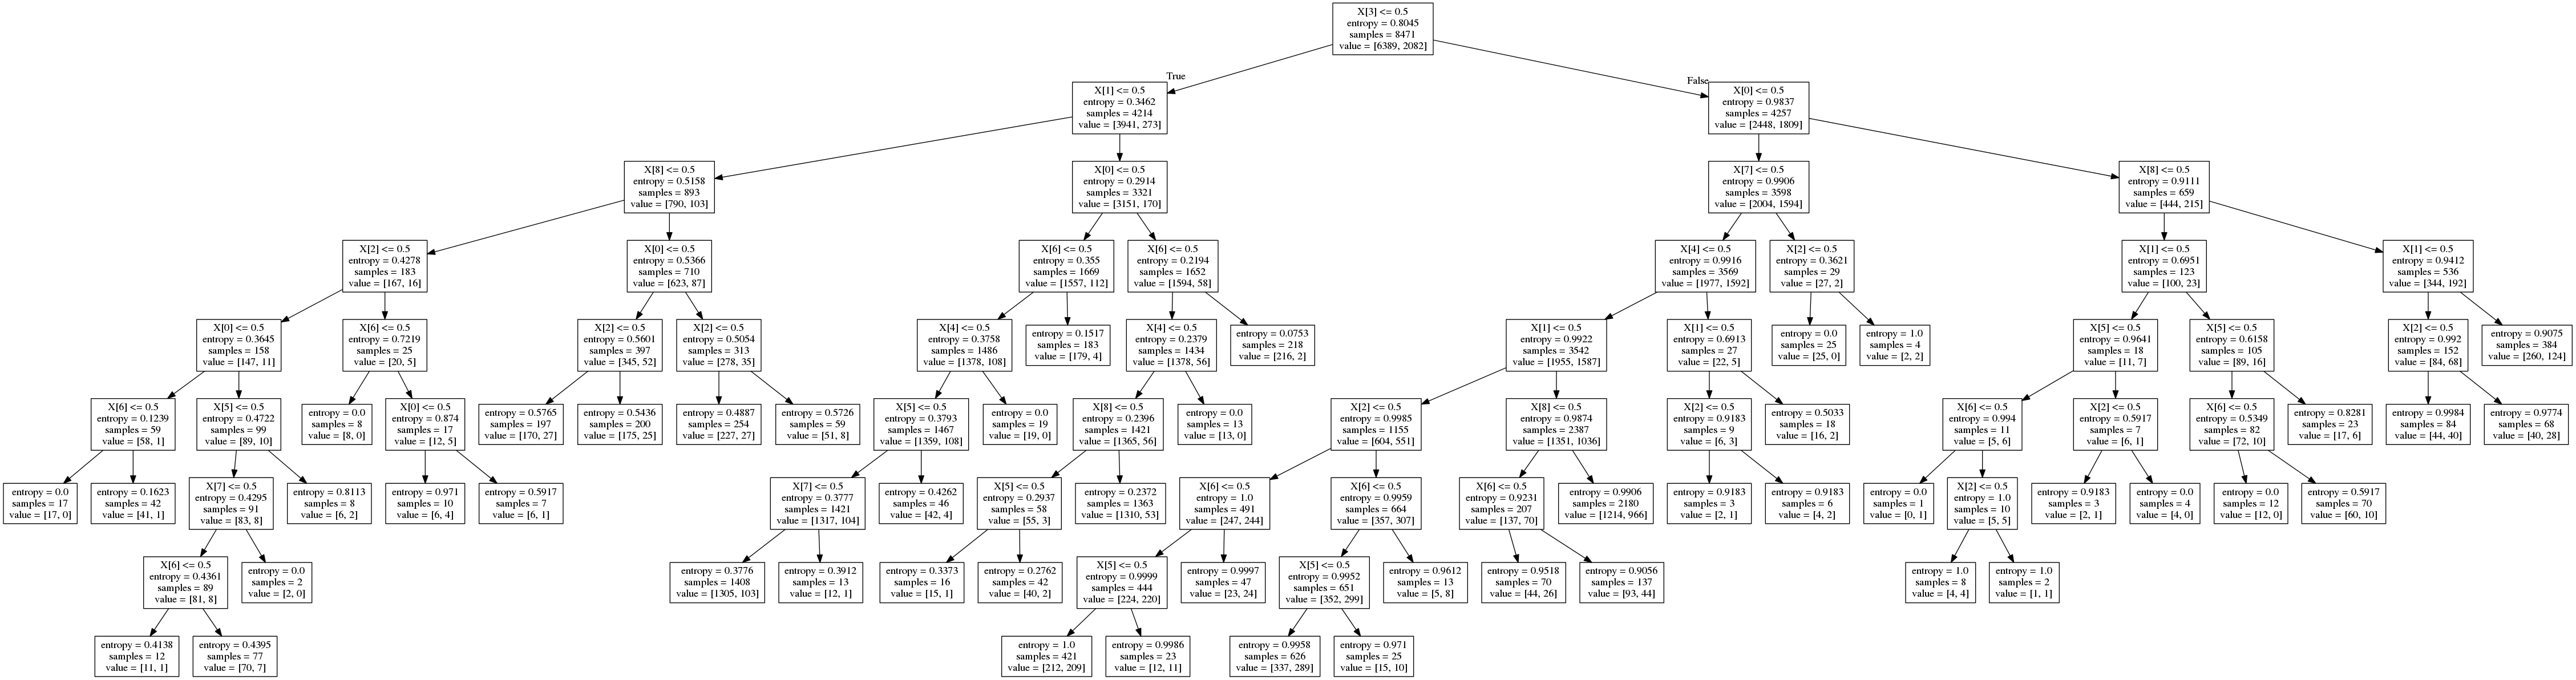 X[3] <= 0.5
entropy = 0.8045
samples = 8471
value = [6389, 2082]
True
False
X[1] <= 0.5
entropy = 0.3462
samples = 4214
value = [3941, 273]
X[0] <= 0.5
entropy = 0.9837
samples = 4257
value = [2448, 1809]
X[8] <= 0.5
entropy = 0.5158
samples = 893
value = [790, 103]
X[0] <= 0.5
entropy = 0.2914
samples = 3321
value = [3151, 170]
X[7] <= 0.5
entropy = 0.9906
samples = 3598
value = [2004, 1594]
X[8] <= 0.5
entropy = 0.9111
samples = 659
value = [444, 215]
X[2] <= 0.5
entropy = 0.4278
samples = 183
value = [167, 16]
X[0] <= 0.5
entropy = 0.5366
samples = 710
value = [623, 87]
X[6] <= 0.5
entropy = 0.355
samples = 1669
value = [1557, 112]
X[6] <= 0.5
entropy = 0.2194
samples = 1652
value = [1594, 58]
X[4] <= 0.5
entropy = 0.9916
samples = 3569
value = [1977, 1592]
X[2] <= 0.5
entropy = 0.3621
samples = 29
value = [27, 2]
X[1] <= 0.5
entropy = 0.6951
samples = 123
value = [100, 23]
X[1] <= 0.5
entropy = 0.9412
samples = 536
value = [344, 192]
X[0] <= 0.5
entropy = 0.3645
samples = 158
value = [147, 11]
X[6] <= 0.5
entropy = 0.7219
samples = 25
value = [20, 5]
X[2] <= 0.5
entropy = 0.5601
samples = 397
value = [345, 52]
X[2] <= 0.5
entropy = 0.5054
samples = 313
value = [278, 35]
X[4] <= 0.5
entropy = 0.3758
samples = 1486
value = [1378, 108]
entropy = 0.1517
samples = 183
value = [179, 4]
X[4] <= 0.5
entropy = 0.2379
samples = 1434
value = [1378, 56]
entropy = 0.0753
samples = 218
value = [216, 2]
X[1] <= 0.5
entropy = 0.9922
samples = 3542
value = [1955, 1587]
X[1] <= 0.5
entropy = 0.6913
samples = 27
value = [22, 5]
entropy = 0.0
samples = 25
value = [25, 0]
entropy = 1.0
samples = 4
value = [2, 2]
X[5] <= 0.5
entropy = 0.9641
samples = 18
value = [11, 7]
X[5] <= 0.5
entropy = 0.6158
samples = 105
value = [89, 16]
X[2] <= 0.5
entropy = 0.992
samples = 152
value = [84, 68]
entropy = 0.9075
samples = 384
value = [260, 124]
X[6] <= 0.5
entropy = 0.1239
samples = 59
value = [58, 1]
X[5] <= 0.5
entropy = 0.4722
samples = 99
value = [89, 10]
entropy = 0.0
samples = 8
value = [8, 0]
X[0] <= 0.5
entropy = 0.874
samples = 17
value = [12, 5]
entropy = 0.5765
samples = 197
value = [170, 27]
entropy = 0.5436
samples = 200
value = [175, 25]
entropy = 0.4887
samples = 254
value = [227, 27]
entropy = 0.5726
samples = 59
value = [51, 8]
X[5] <= 0.5
entropy = 0.3793
samples = 1467
value = [1359, 108]
entropy = 0.0
samples = 19
value = [19, 0]
X[8] <= 0.5
entropy = 0.2396
samples = 1421
value = [1365, 56]
entropy = 0.0
samples = 13
value = [13, 0]
X[2] <= 0.5
entropy = 0.9985
samples = 1155
value = [604, 551]
X[8] <= 0.5
entropy = 0.9874
samples = 2387
value = [1351, 1036]
X[2] <= 0.5
entropy = 0.9183
samples = 9
value = [6, 3]
entropy = 0.5033
samples = 18
value = [16, 2]
X[6] <= 0.5
entropy = 0.994
samples = 11
value = [5, 6]
X[2] <= 0.5
entropy = 0.5917
samples = 7
value = [6, 1]
X[6] <= 0.5
entropy = 0.5349
samples = 82
value = [72, 10]
entropy = 0.8281
samples = 23
value = [17, 6]
entropy = 0.9984
samples = 84
value = [44, 40]
entropy = 0.9774
samples = 68
value = [40, 28]
entropy = 0.0
samples = 17
value = [17, 0]
entropy = 0.1623
samples = 42
value = [41, 1]
X[7] <= 0.5
entropy = 0.4295
samples = 91
value = [83, 8]
entropy = 0.8113
samples = 8
value = [6, 2]
entropy = 0.971
samples = 10
value = [6, 4]
entropy = 0.5917
samples = 7
value = [6, 1]
X[7] <= 0.5
entropy = 0.3777
samples = 1421
value = [1317, 104]
entropy = 0.4262
samples = 46
value = [42, 4]
X[5] <= 0.5
entropy = 0.2937
samples = 58
value = [55, 3]
entropy = 0.2372
samples = 1363
value = [1310, 53]
X[6] <= 0.5
entropy = 1.0
samples = 491
value = [247, 244]
X[6] <= 0.5
entropy = 0.9959
samples = 664
value = [357, 307]
X[6] <= 0.5
entropy = 0.9231
samples = 207
value = [137, 70]
entropy = 0.9906
samples = 2180
value = [1214, 966]
entropy = 0.9183
samples = 3
value = [2, 1]
entropy = 0.9183
samples = 6
value = [4, 2]
entropy = 0.0
samples = 1
value = [0, 1]
X[2] <= 0.5
entropy = 1.0
samples = 10
value = [5, 5]
entropy = 0.9183
samples = 3
value = [2, 1]
entropy = 0.0
samples = 4
value = [4, 0]
entropy = 0.0
samples = 12
value = [12, 0]
entropy = 0.5917
samples = 70
value = [60, 10]
X[6] <= 0.5
entropy = 0.4361
samples = 89
value = [81, 8]
entropy = 0.0
samples = 2
value = [2, 0]
entropy = 0.3776
samples = 1408
value = [1305, 103]
entropy = 0.3912
samples = 13
value = [12, 1]
entropy = 0.3373
samples = 16
value = [15, 1]
entropy = 0.2762
samples = 42
value = [40, 2]
X[5] <= 0.5
entropy = 0.9999
samples = 444
value = [224, 220]
entropy = 0.9997
samples = 47
value = [23, 24]
X[5] <= 0.5
entropy = 0.9952
samples = 651
value = [352, 299]
entropy = 0.9612
samples = 13
value = [5, 8]
entropy = 0.9518
samples = 70
value = [44, 26]
entropy = 0.9056
samples = 137
value = [93, 44]
entropy = 1.0
samples = 8
value = [4, 4]
entropy = 1.0
samples = 2
value = [1, 1]
entropy = 0.4138
samples = 12
value = [11, 1]
entropy = 0.4395
samples = 77
value = [70, 7]
entropy = 1.0
samples = 421
value = [212, 209]
entropy = 0.9986
samples = 23
value = [12, 11]
entropy = 0.9958
samples = 626
value = [337, 289]
entropy = 0.971
samples = 25
value = [15, 10]